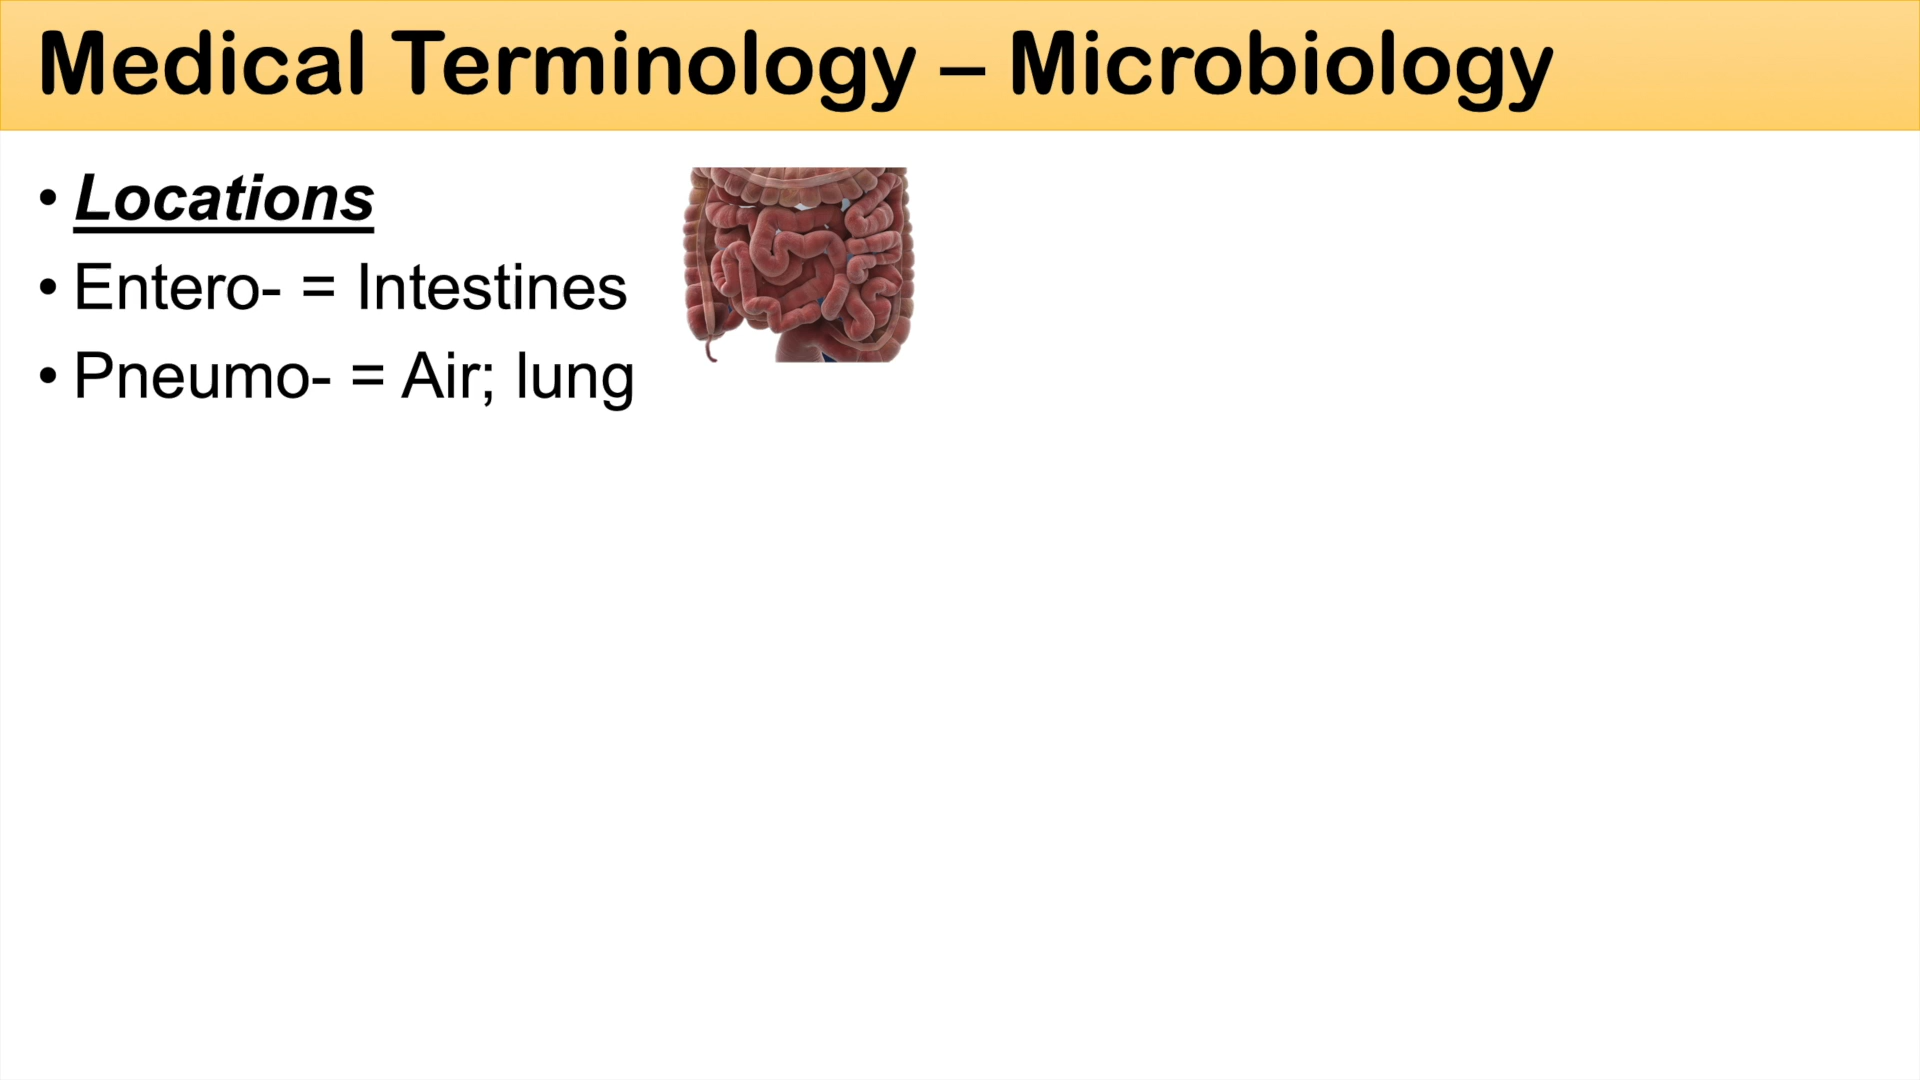 Medical Terminology – Microbiology
• Locations
• Entero- = Intestines
• Pneumo- = Air; lung